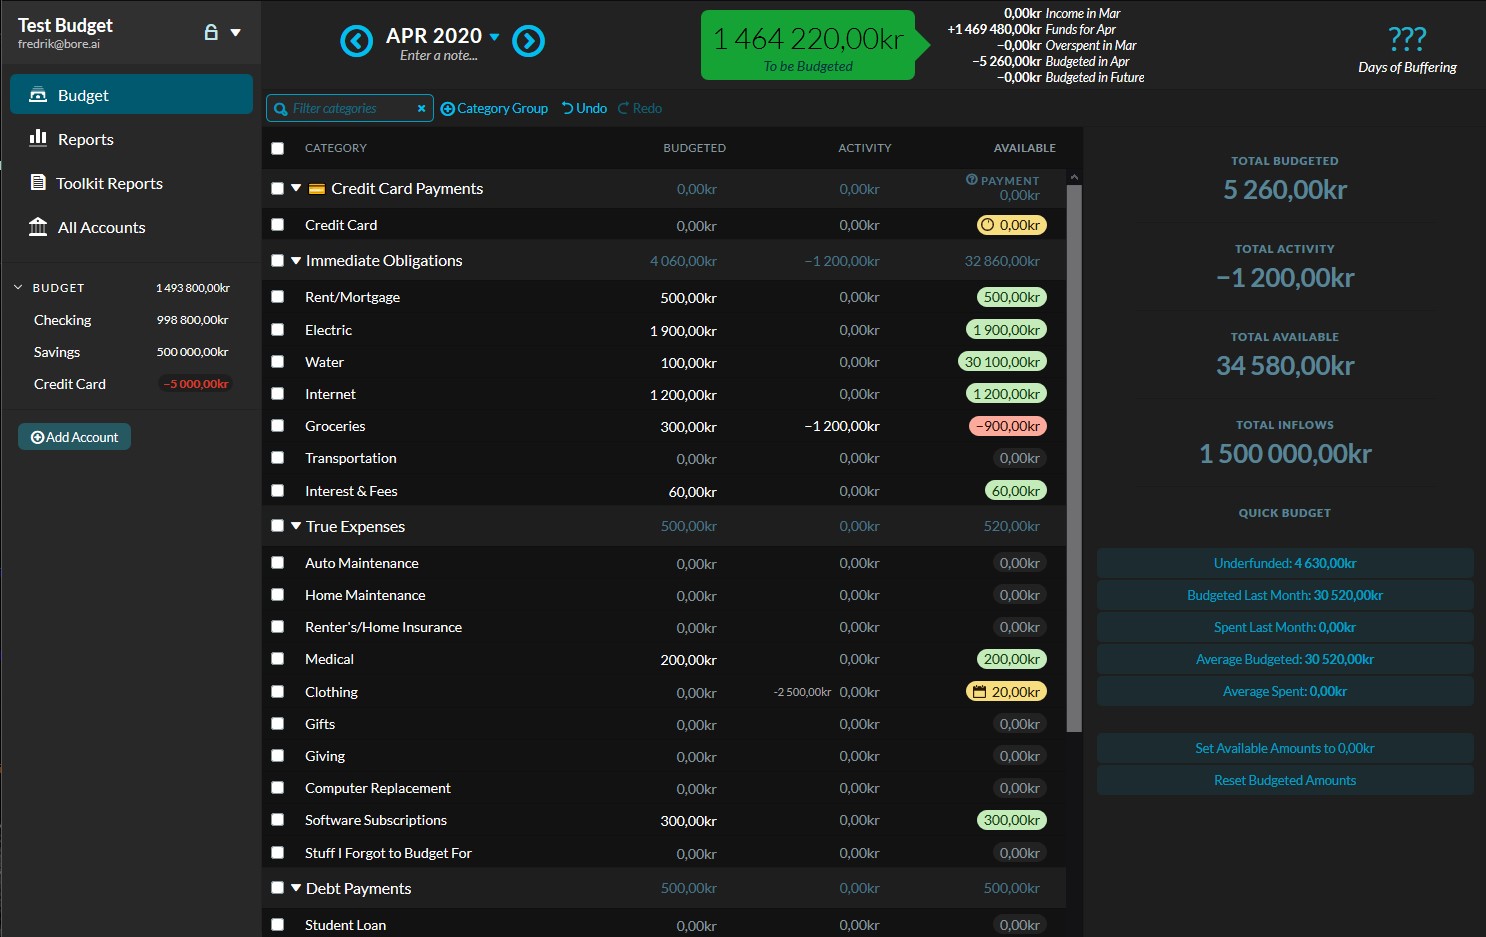 Test Budget
fredrik@bore.ai
Budget
Reports
Toolkit Reports
All Accounts
BUDGET 1 493 800,00kr
Checking 998 800,00kr
Savings 500 000,00kr
Credit Card −5 000,00kr
Add Account
APR 2020
Enter a note...
1 464 220,00kr
To be Budgeted
0,00kr Income in Mar
+1 469 480,00kr Funds for Apr
−0,00kr Overspent in Mar
−5 260,00kr Budgeted in Apr
−0,00kr Budgeted in Future
???
Days of Buffering
Filter categories Category Group Undo Redo
CATEGORY BUDGETED ACTIVITY AVAILABLE
Credit Card Payments 0,00kr 0,00kr PAYMENT 0,00kr
Credit Card 0,00kr 0,00kr 0,00kr
Immediate Obligations 4 060,00kr −1 200,00kr 32 860,00kr
Rent/Mortgage 500,00kr 0,00kr 500,00kr
Electric 1 900,00kr 0,00kr 1 900,00kr
Water 100,00kr 0,00kr 30 100,00kr
Internet 1 200,00kr 0,00kr 1 200,00kr
Groceries 300,00kr −1 200,00kr −900,00kr
Transportation 0,00kr 0,00kr 0,00kr
Interest & Fees 60,00kr 0,00kr 60,00kr
True Expenses 500,00kr 0,00kr 520,00kr
Auto Maintenance 0,00kr 0,00kr 0,00kr
Home Maintenance 0,00kr 0,00kr 0,00kr
Renter's/Home Insurance 0,00kr 0,00kr 0,00kr
Medical 200,00kr 0,00kr 200,00kr
Clothing 0,00kr -2 500,00kr 0,00kr 20,00kr
Gifts 0,00kr 0,00kr 0,00kr
Giving 0,00kr 0,00kr 0,00kr
Computer Replacement 0,00kr 0,00kr 0,00kr
Software Subscriptions 300,00kr 0,00kr 300,00kr
Stuff I Forgot to Budget For 0,00kr 0,00kr 0,00kr
Debt Payments 500,00kr 0,00kr 500,00kr
Student Loan 0,00kr 0,00kr 0,00kr
TOTAL BUDGETED
5 260,00kr
TOTAL ACTIVITY
−1 200,00kr
TOTAL AVAILABLE
34 580,00kr
TOTAL INFLOWS
1 500 000,00kr
QUICK BUDGET
Underfunded: 4 630,00kr
Budgeted Last Month: 30 520,00kr
Spent Last Month: 0,00kr
Average Budgeted: 30 520,00kr
Average Spent: 0,00kr
Set Available Amounts to 0,00kr
Reset Budgeted Amounts